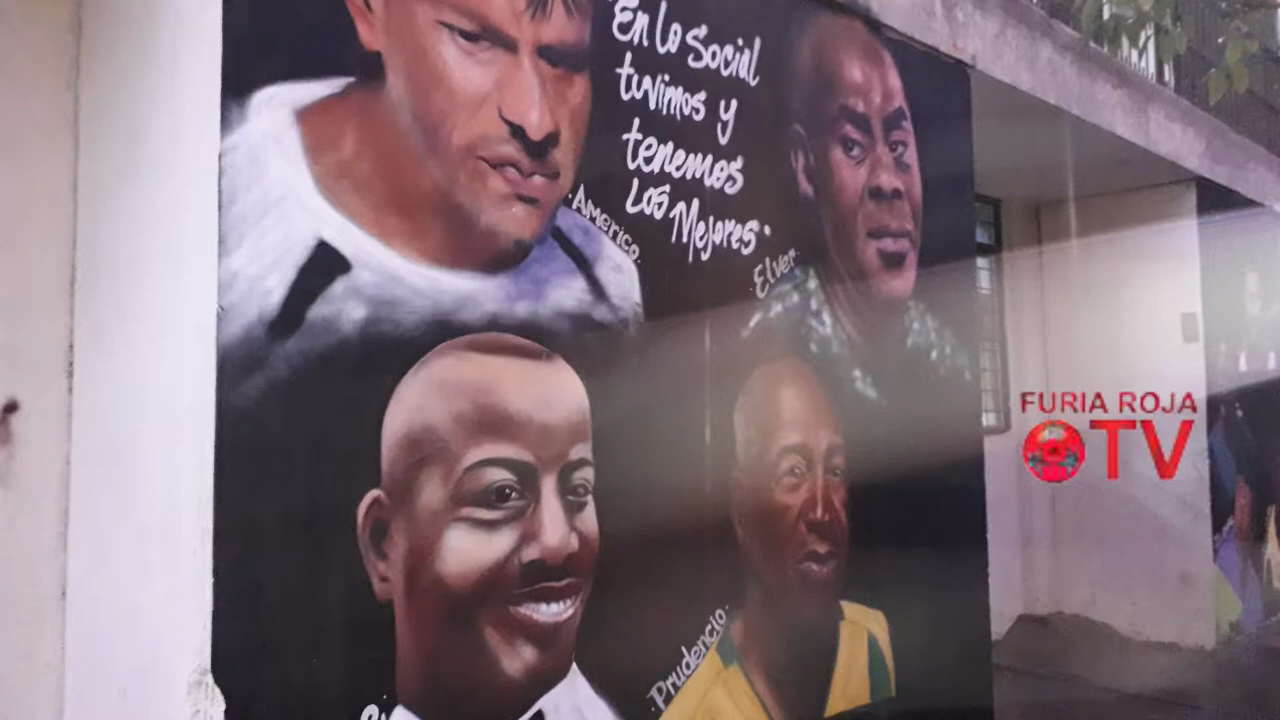 "En lo Social
tuvimos y
tenemos
Los
Mejores"
·Americo.
·Elver.
·Prudencio.
FURIA ROJA
TV